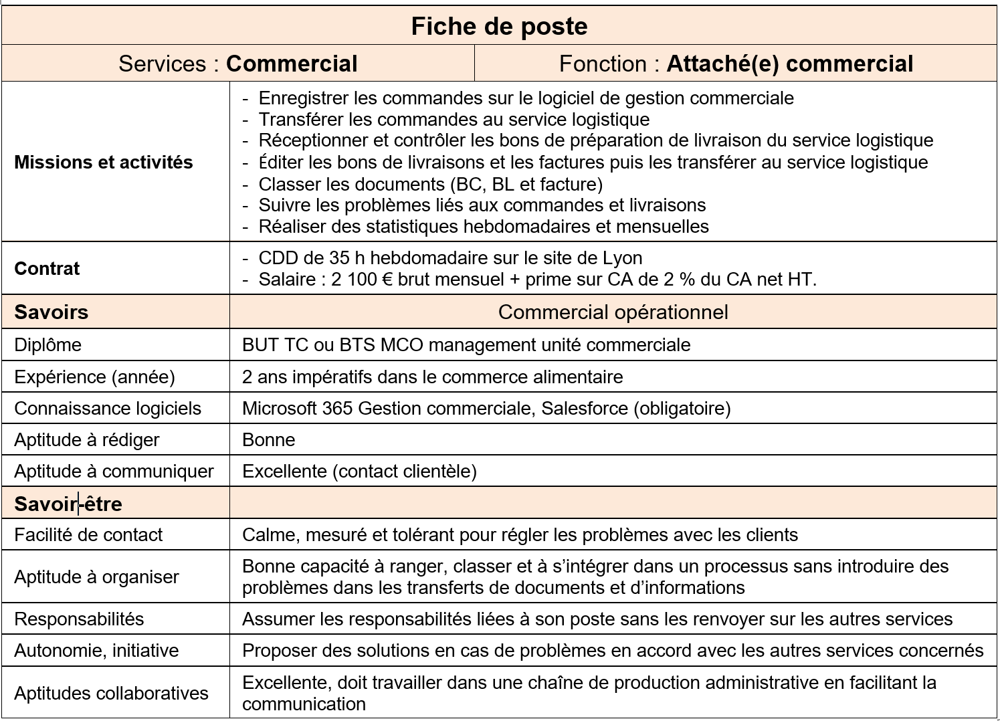 Fiche de poste
Services : Commercial
Fonction : Attaché(e) commercial
Missions et activités
- Enregistrer les commandes sur le logiciel de gestion commerciale
- Transférer les commandes au service logistique
- Réceptionner et contrôler les bons de préparation de livraison du service logistique
- Éditer les bons de livraisons et les factures puis les transférer au service logistique
- Classer les documents (BC, BL et facture)
- Suivre les problèmes liés aux commandes et livraisons
- Réaliser des statistiques hebdomadaires et mensuelles
Contrat
- CDD de 35 h hebdomadaire sur le site de Lyon
- Salaire : 2 100 € brut mensuel + prime sur CA de 2 % du CA net HT.
Savoirs
Commercial opérationnel
Diplôme
BUT TC ou BTS MCO management unité commerciale
Expérience (année)
2 ans impératifs dans le commerce alimentaire
Connaissance logiciels
Microsoft 365 Gestion commerciale, Salesforce (obligatoire)
Aptitude à rédiger
Bonne
Aptitude à communiquer
Excellente (contact clientèle)
Savoir-être
Facilité de contact
Calme, mesuré et tolérant pour régler les problèmes avec les clients
Aptitude à organiser
Bonne capacité à ranger, classer et à s’intégrer dans un processus sans introduire des
problèmes dans les transferts de documents et d’informations
Responsabilités
Assumer les responsabilités liées à son poste sans les renvoyer sur les autres services
Autonomie, initiative
Proposer des solutions en cas de problèmes en accord avec les autres services concernés
Aptitudes collaboratives
Excellente, doit travailler dans une chaîne de production administrative en facilitant la
communication